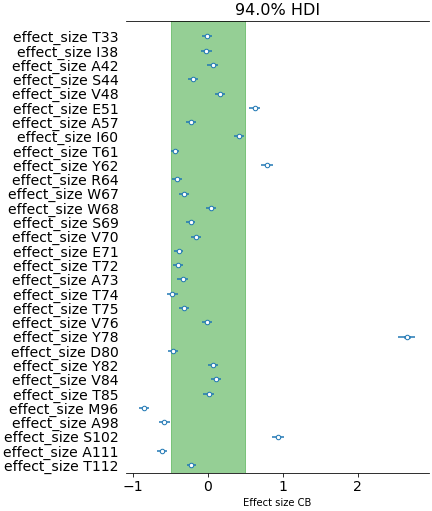 94.0% HDI
effect_size T33
effect_size I38
effect_size A42
effect_size S44
effect_size V48
effect_size E51
effect_size A57
effect_size I60
effect_size T61
effect_size Y62
effect_size R64
effect_size W67
effect_size W68
effect_size S69
effect_size V70
effect_size E71
effect_size T72
effect_size A73
effect_size T74
effect_size T75
effect_size V76
effect_size Y78
effect_size D80
effect_size Y82
effect_size V84
effect_size T85
effect_size M96
effect_size A98
effect_size S102
effect_size A111
effect_size T112
−1 0 1 2
Effect size CB